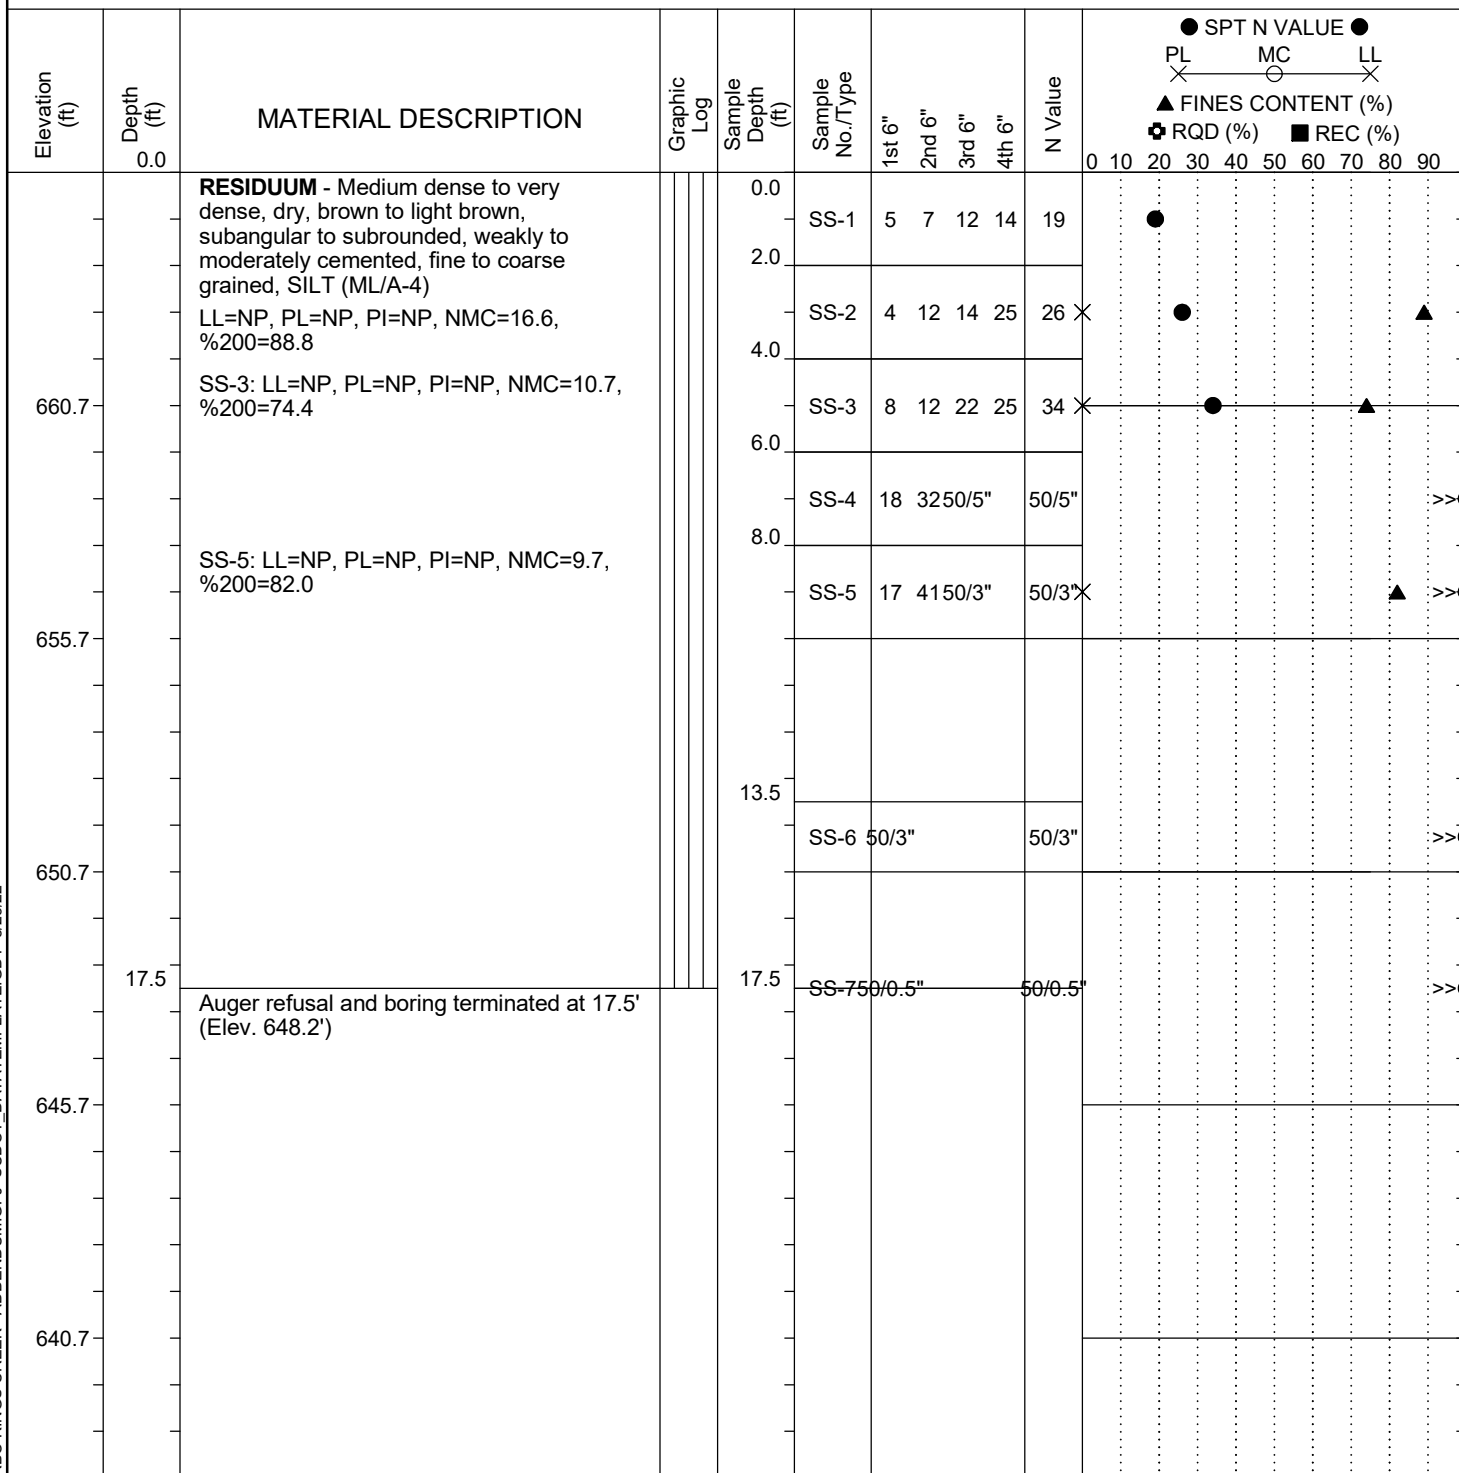 ● SPT N VALUE ●
PL MC LL
▲ FINES CONTENT (%)
RQD (%) ■ REC (%)
0 10 20 30 40 50 60 70 80 90
Elevation
(ft)
Depth
(ft)
0.0
MATERIAL DESCRIPTION
Graphic
Log
Sample
Depth
(ft)
Sample
No./Type
1st 6"
2nd 6"
3rd 6"
4th 6"
N Value
RESIDUUM - Medium dense to very
dense, dry, brown to light brown,
subangular to subrounded, weakly to
moderately cemented, fine to coarse
grained, SILT (ML/A-4)
LL=NP, PL=NP, PI=NP, NMC=16.6,
%200=88.8
SS-3: LL=NP, PL=NP, PI=NP, NMC=10.7,
%200=74.4
SS-5: LL=NP, PL=NP, PI=NP, NMC=9.7,
%200=82.0
0.0
SS-1 5 7 12 14 19
2.0
SS-2 4 12 14 25 26
4.0
660.7
SS-3 8 12 22 25 34
6.0
SS-4 18 32 50/5" 50/5" >>
8.0
SS-5 17 41 50/3" 50/3" >>
655.7
13.5
SS-6 50/3" 50/3" >>
650.7
17.5
17.5
SS-7 50/0.5" 50/0.5" >>
Auger refusal and boring terminated at 17.5'
(Elev. 648.2')
645.7
640.7